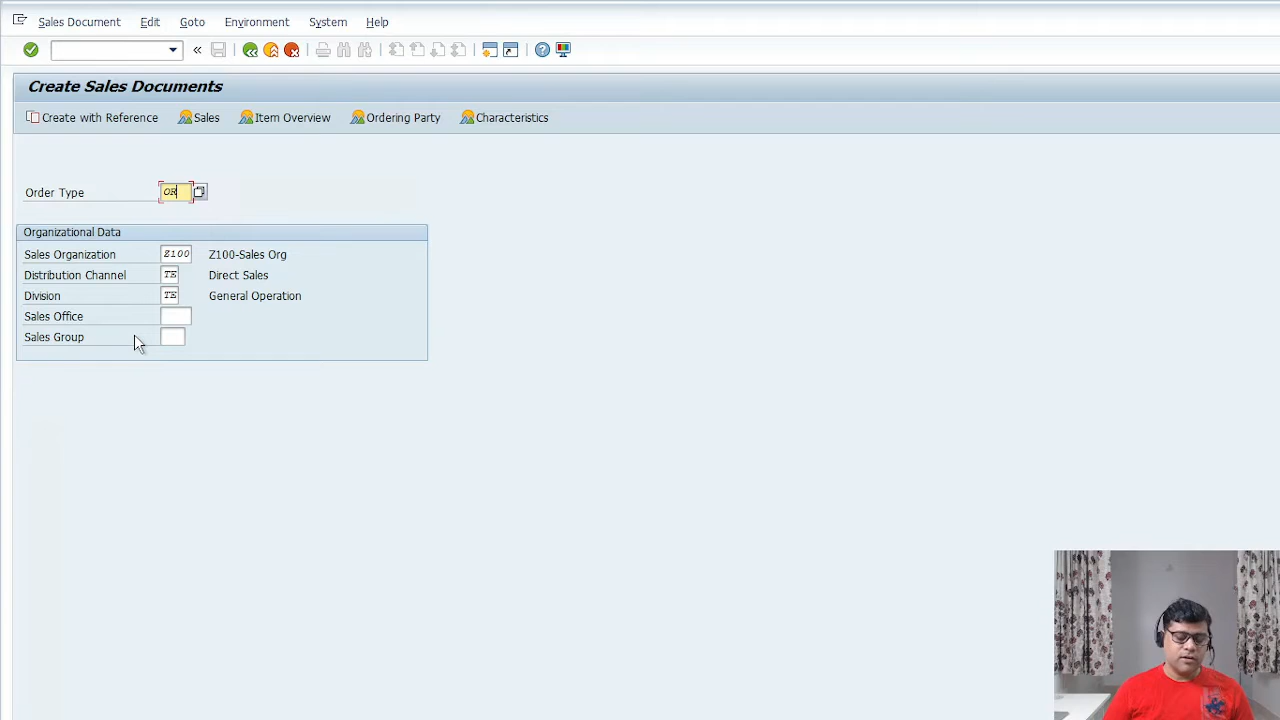 Sales Document Edit Goto Environment System Help
Create Sales Documents
Create with Reference Sales Item Overview Ordering Party Characteristics
Order Type OR
Organizational Data
Sales Organization Z100 Z100-Sales Org
Distribution Channel TE Direct Sales
Division TE General Operation
Sales Office
Sales Group